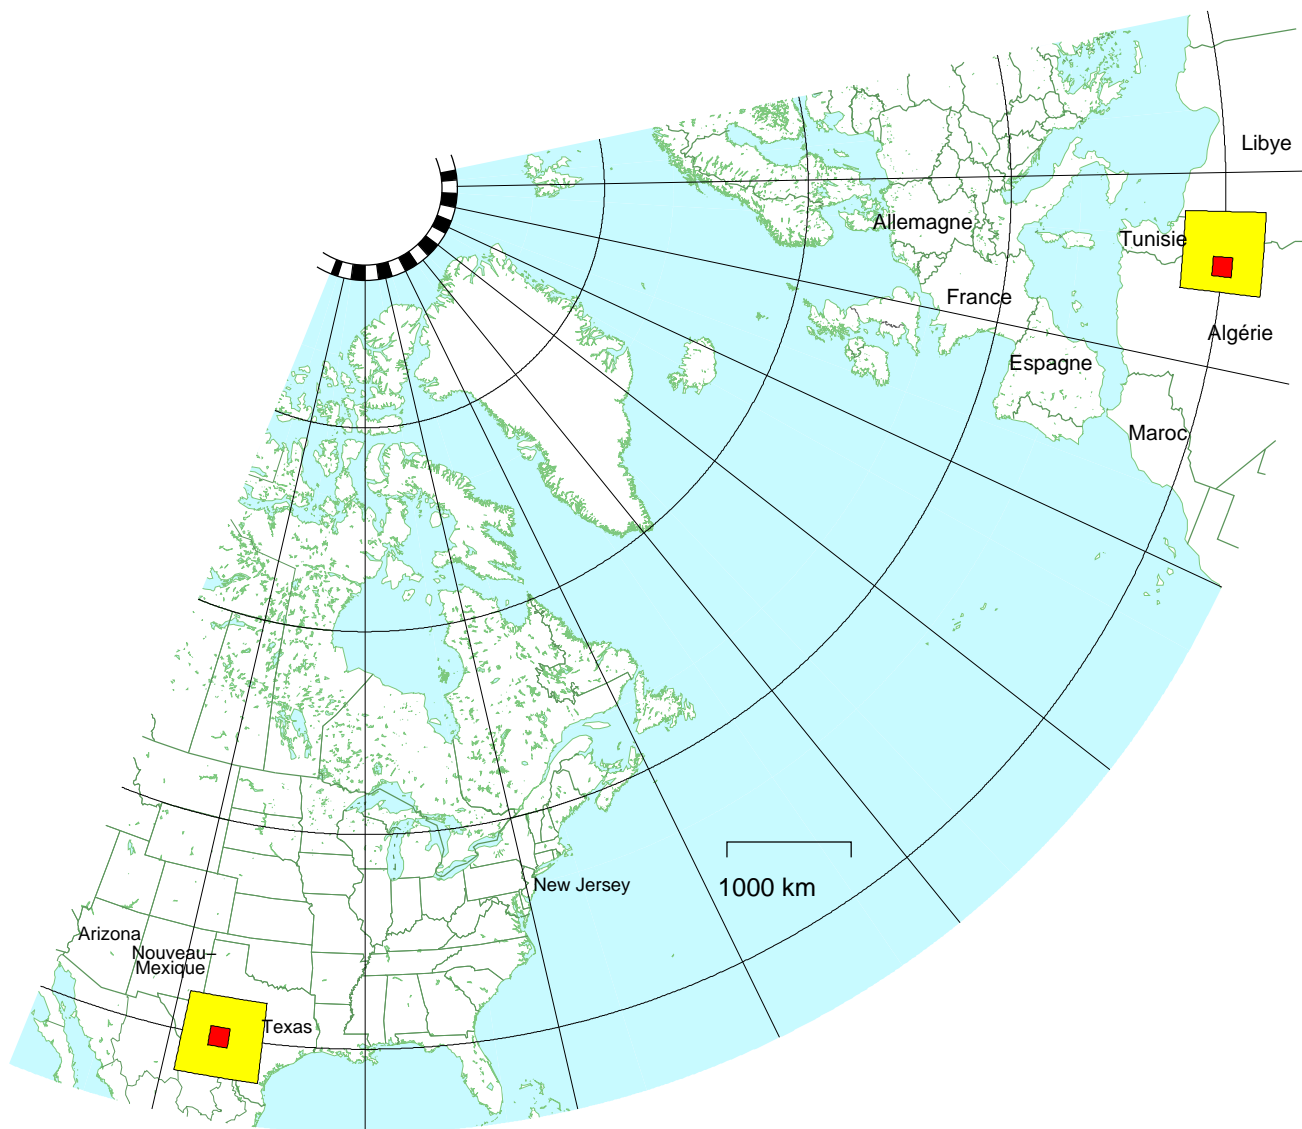 Libye
Allemagne
Tunisie
France
Algérie
Espagne
Maroc
1000 km
New Jersey
Arizona
Nouveau–
Mexique
Texas